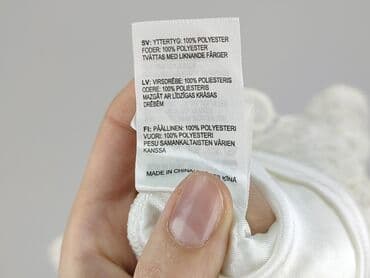 SV: YTTERTYG: 100% POLYESTER
FODER: 100% POLYESTER
TVÄTTAS MED LIKNANDE FÄRGER
LV: VIRSDRĒBE: 100% POLIESTERIS
ODERE: 100% POLIESTERIS
MAZGĀT AR LĪDZĪGAS KRĀSAS
DRĒBĒM
FI: PÄÄLLINEN: 100% POLYESTERI
VUORI: 100% POLYESTERI
PESU SAMANKALTAISTEN VÄRIEN
KANSSA
MADE IN CHINA